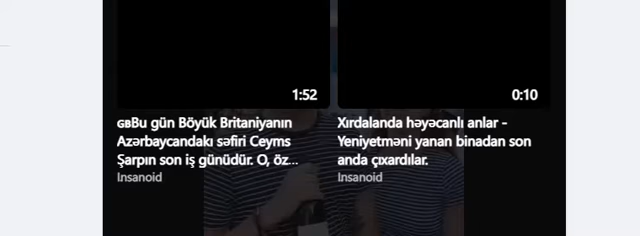 1:52
0:10
GBBu gün Böyük Britaniyanın
Azərbaycandakı səfiri Ceyms
Şarpın son iş günüdür. O, öz...
Insanoid
Xırdalanda həyəcanlı anlar -
Yeniyetməni yanan binadan son
anda çıxardılar.
Insanoid